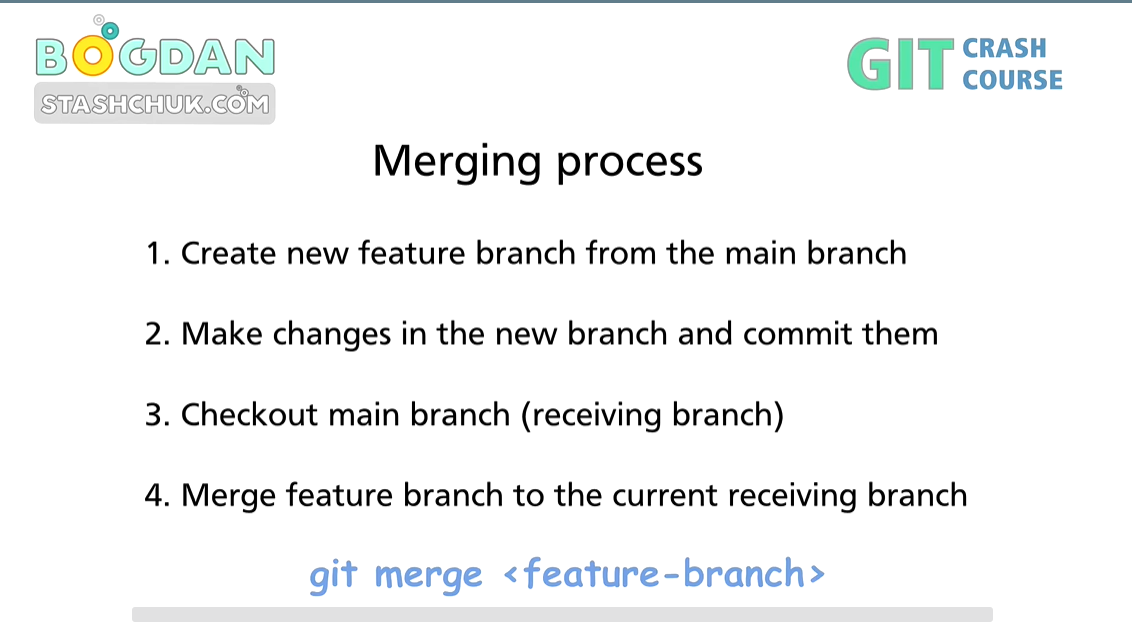 BOGDAN
STASHCHUK.COM
GIT CRASH
COURSE
Merging process
1. Create new feature branch from the main branch
2. Make changes in the new branch and commit them
3. Checkout main branch (receiving branch)
4. Merge feature branch to the current receiving branch
git merge <feature-branch>